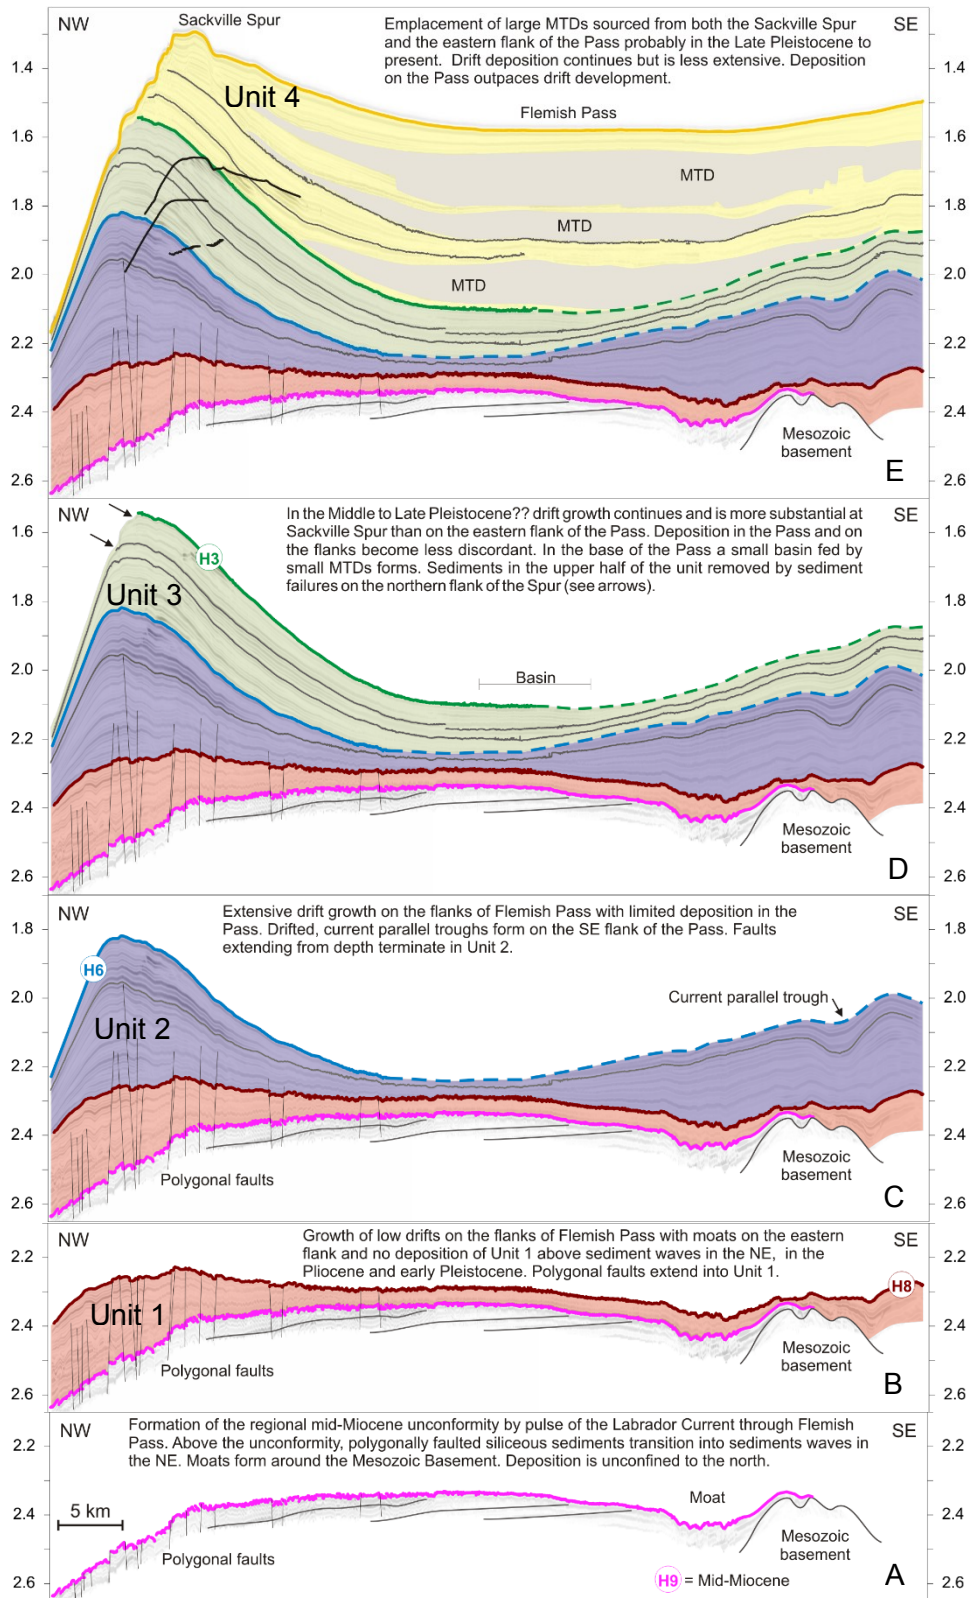 NW
Sackville Spur
Emplacement of large MTDs sourced from both the Sackville Spur
and the eastern flank of the Pass probably in the Late Pleistocene to
present.  Drift deposition continues but is less extensive. Deposition
on the Pass outpaces drift development.
SE
1.4
1.4
Unit 4
Flemish Pass
1.6
1.6
MTD
1.8
1.8
MTD
2.0
2.0
MTD
2.2
2.2
2.4
2.4
Mesozoic
basement
E
2.6
2.6
NW
In the Middle to Late Pleistocene?? drift growth continues and is more substantial at
Sackville Spur than on the eastern flank of the Pass. Deposition in the Pass and on
the flanks become less discordant. In the base of the Pass a small basin fed by
small MTDs forms. Sediments in the upper half of the unit removed by sediment
failures on the northern flank of the Spur (see arrows).
SE
1.6
1.6
H3
Unit 3
1.8
1.8
2.0
2.0
Basin
2.2
2.2
2.4
2.4
Mesozoic
basement
D
2.6
2.6
NW
Extensive drift growth on the flanks of Flemish Pass with limited deposition in the
Pass. Drifted, current parallel troughs form on the SE flank of the Pass. Faults
extending from depth terminate in Unit 2.
SE
1.8
1.8
H6
2.0
2.0
Current parallel trough
Unit 2
2.2
2.2
2.4
2.4
Polygonal faults
Mesozoic
basement
C
2.6
2.6
NW
Growth of low drifts on the flanks of Flemish Pass with moats on the eastern
flank and no deposition of Unit 1 above sediment waves in the NE,  in the
Pliocene and early Pleistocene. Polygonal faults extend into Unit 1.
SE
2.2
2.2
H8
Unit 1
2.4
2.4
Polygonal faults
Mesozoic
basement
B
2.6
2.6
NW
Formation of the regional mid-Miocene unconformity by pulse of the Labrador Current through Flemish
Pass. Above the unconformity, polygonally faulted siliceous sediments transition into sediments waves in
the NE. Moats form around the Mesozoic Basement. Deposition is unconfined to the north.
SE
2.2
2.2
Moat
5 km
2.4
2.4
Polygonal faults
Mesozoic
basement
H9 = Mid-Miocene
A
2.6
2.6